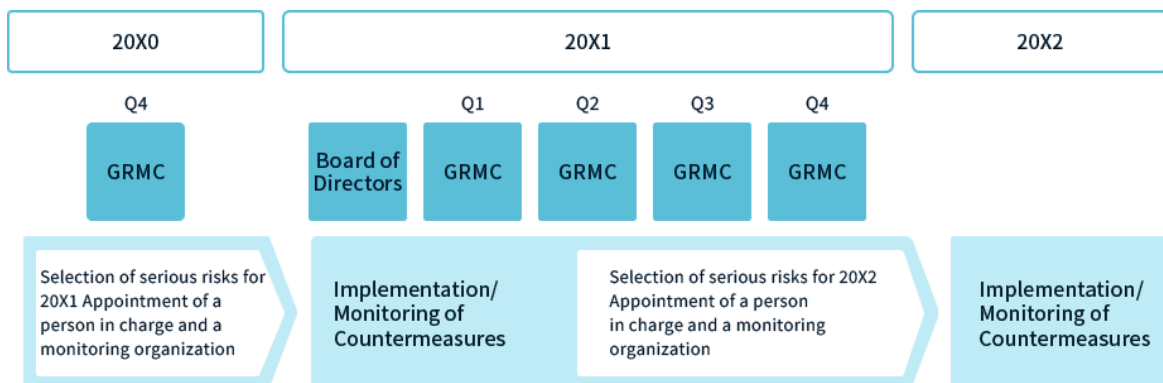 20X0
20X1
20X2
Q4
Q1
Q2
Q3
Q4
GRMC
Board of
Directors
GRMC
GRMC
GRMC
GRMC
Selection of serious risks for
20X1 Appointment of a
person in charge and a
monitoring organization
Implementation/
Monitoring of
Countermeasures
Selection of serious risks for 20X2
Appointment of a person
in charge and a monitoring
organization
Implementation/
Monitoring of
Countermeasures